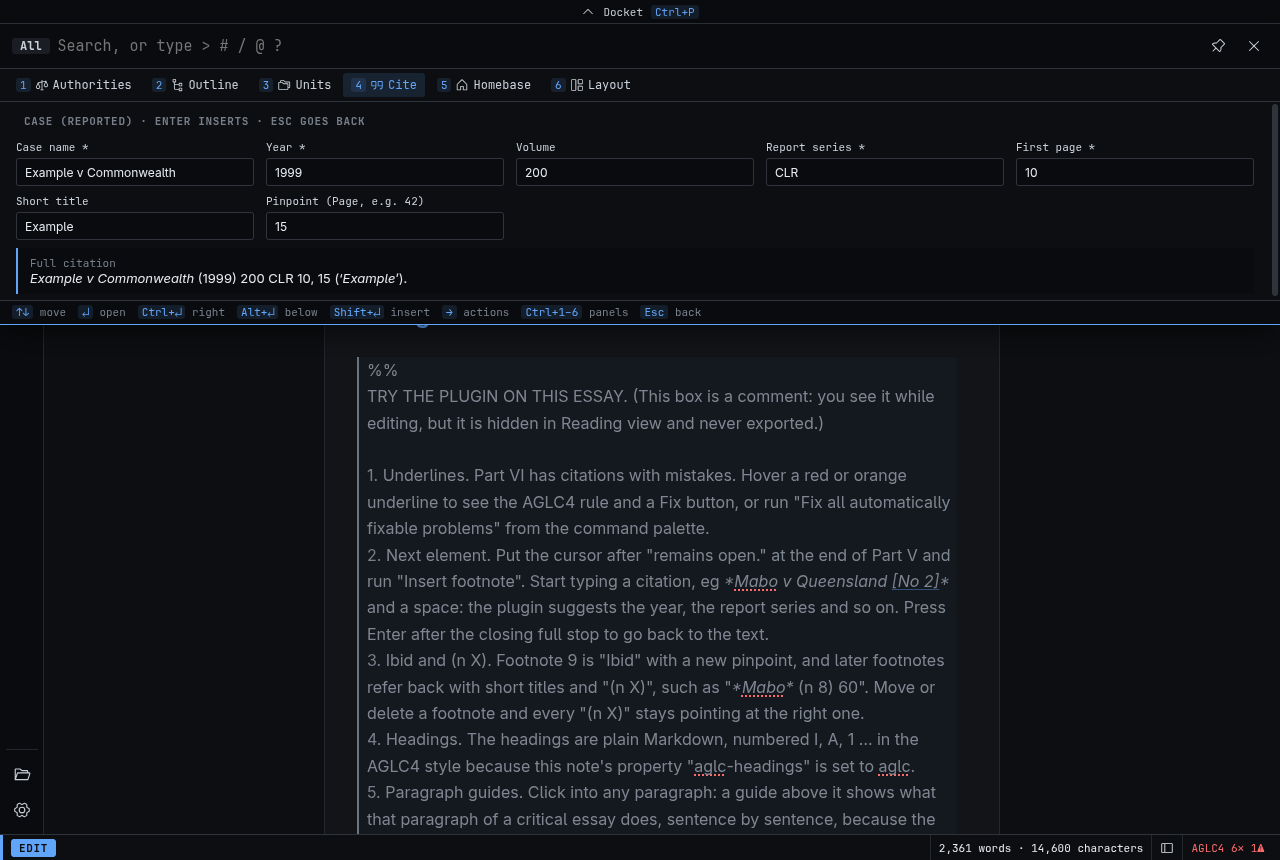 Docket Ctrl+P
All Search, or type > # / @ ?
1 Authorities 2 Outline 3 Units 4 Cite 5 Homebase 6 Layout
CASE (REPORTED) · ENTER INSERTS · ESC GOES BACK
Case name * Year * Volume Report series * First page *
Example v Commonwealth 1999 200 CLR 10
Short title Pinpoint (Page, e.g. 42)
Example 15
Full citation
Example v Commonwealth (1999) 200 CLR 10, 15 (‘Example’).
↑↓ move ↵ open Ctrl+↵ right Alt+↵ below Shift+↵ insert → actions Ctrl+1–6 panels Esc back
%%
TRY THE PLUGIN ON THIS ESSAY. (This box is a comment: you see it while
editing, but it is hidden in Reading view and never exported.)
1. Underlines. Part VI has citations with mistakes. Hover a red or orange
underline to see the AGLC4 rule and a Fix button, or run "Fix all automatically
fixable problems" from the command palette.
2. Next element. Put the cursor after "remains open." at the end of Part V and
run "Insert footnote". Start typing a citation, eg *Mabo v Queensland [No 2]*
and a space: the plugin suggests the year, the report series and so on. Press
Enter after the closing full stop to go back to the text.
3. Ibid and (n X). Footnote 9 is "Ibid" with a new pinpoint, and later footnotes
refer back with short titles and "(n X)", such as "*Mabo* (n 8) 60". Move or
delete a footnote and every "(n X)" stays pointing at the right one.
4. Headings. The headings are plain Markdown, numbered I, A, 1 ... in the
AGLC4 style because this note's property "aglc-headings" is set to aglc.
5. Paragraph guides. Click into any paragraph: a guide above it shows what
that paragraph of a critical essay does, sentence by sentence, because the
EDIT 2,361 words · 14,600 characters AGLC4 6× 1⚠